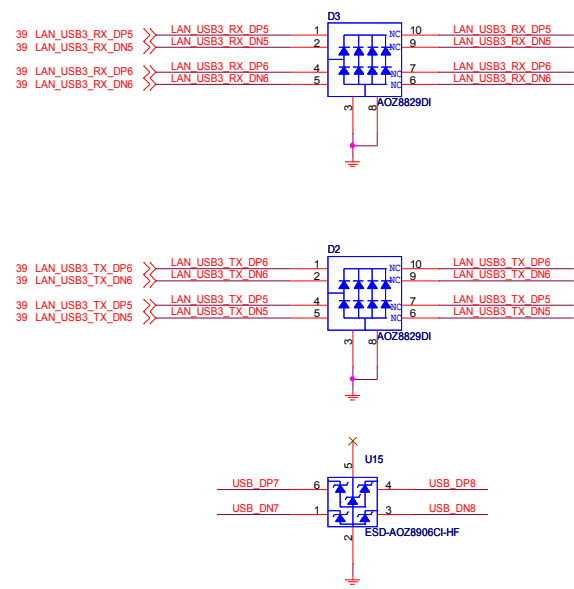 D3
39 LAN_USB3_RX_DP5 LAN_USB3_RX_DP5 1 NC 10 LAN_USB3_RX_DP5
39 LAN_USB3_RX_DN5 LAN_USB3_RX_DN5 2 NC 9 LAN_USB3_RX_DN5
39 LAN_USB3_RX_DP6 LAN_USB3_RX_DP6 4 NC 7 LAN_USB3_RX_DP6
39 LAN_USB3_RX_DN6 LAN_USB3_RX_DN6 5 NC 6 LAN_USB3_RX_DN6
AOZ8829DI
3 8
D2
39 LAN_USB3_TX_DP6 LAN_USB3_TX_DP6 1 NC 10 LAN_USB3_TX_DP6
39 LAN_USB3_TX_DN6 LAN_USB3_TX_DN6 2 NC 9 LAN_USB3_TX_DN6
39 LAN_USB3_TX_DP5 LAN_USB3_TX_DP5 4 NC 7 LAN_USB3_TX_DP5
39 LAN_USB3_TX_DN5 LAN_USB3_TX_DN5 5 NC 6 LAN_USB3_TX_DN5
AOZ8829DI
3 8
U15
5
USB_DP7 6 4 USB_DP8
USB_DN7 1 3 USB_DN8
ESD-AOZ8906CI-HF
2